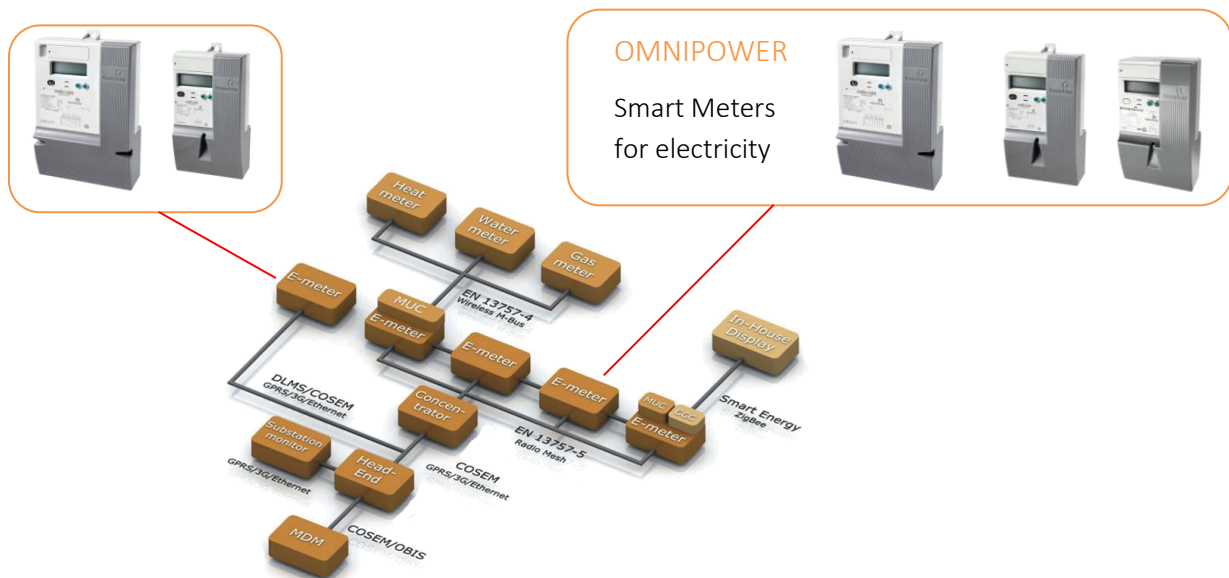 OMNIPOWER
Smart Meters
for electricity
Heat
meter
Water
meter
Gas
meter
E-meter
EN 13757-4
Wireless M-Bus
MUC
E-meter
In-House
Display
E-meter
E-meter
MUC
CCC
E-meter
Smart Energy
ZigBee
DLMS/COSEM
GPRS/3G/Ethernet
Concen-
trator
EN 13757-5
Radio Mesh
Substation
monitor
GPRS/3G/Ethernet
Head-
End
COSEM
GPRS/3G/Ethernet
MDM
COSEM/OBIS